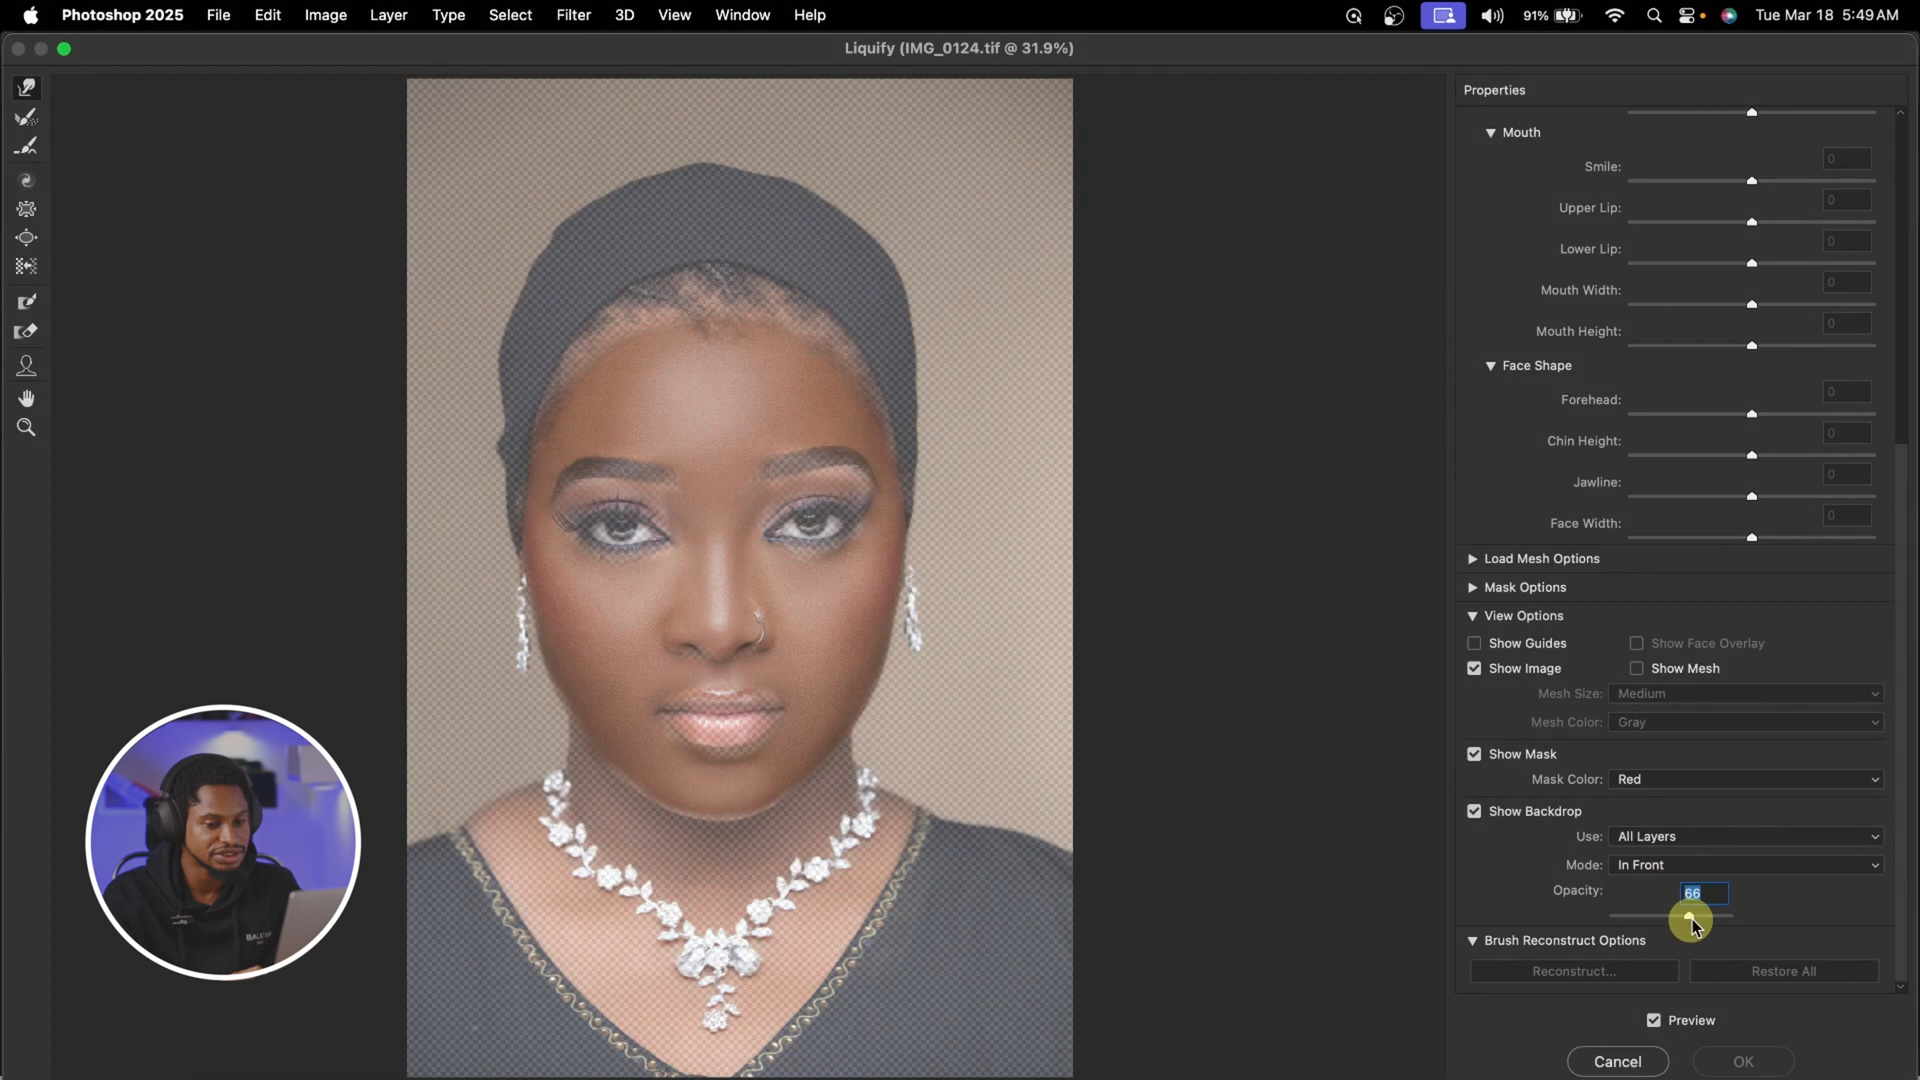 Photoshop 2025 File Edit Image Layer Type Select Filter 3D View Window Help 91% Tue Mar 18 5:49 AM
Liquify (IMG_0124.tif @ 31.9%)
Properties
Mouth
Smile: 0
Upper Lip: 0
Lower Lip: 0
Mouth Width: 0
Mouth Height: 0
Face Shape
Forehead: 0
Chin Height: 0
Jawline: 0
Face Width: 0
Load Mesh Options
Mask Options
View Options
Show Guides Show Face Overlay
Show Image Show Mesh
Mesh Size: Medium
Mesh Color: Gray
Show Mask
Mask Color: Red
Show Backdrop
Use: All Layers
Mode: In Front
Opacity: 66
Brush Reconstruct Options
Reconstruct... Restore All
Preview
Cancel OK